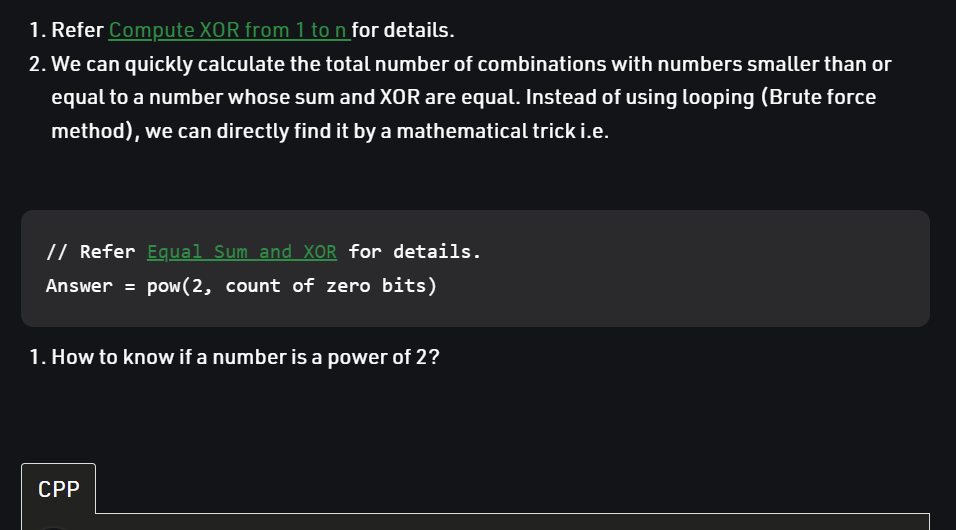 1. Refer Compute XOR from 1 to n for details.
2. We can quickly calculate the total number of combinations with numbers smaller than or
equal to a number whose sum and XOR are equal. Instead of using looping (Brute force
method), we can directly find it by a mathematical trick i.e.
// Refer Equal Sum and XOR for details.
Answer = pow(2, count of zero bits)
1. How to know if a number is a power of 2?
CPP